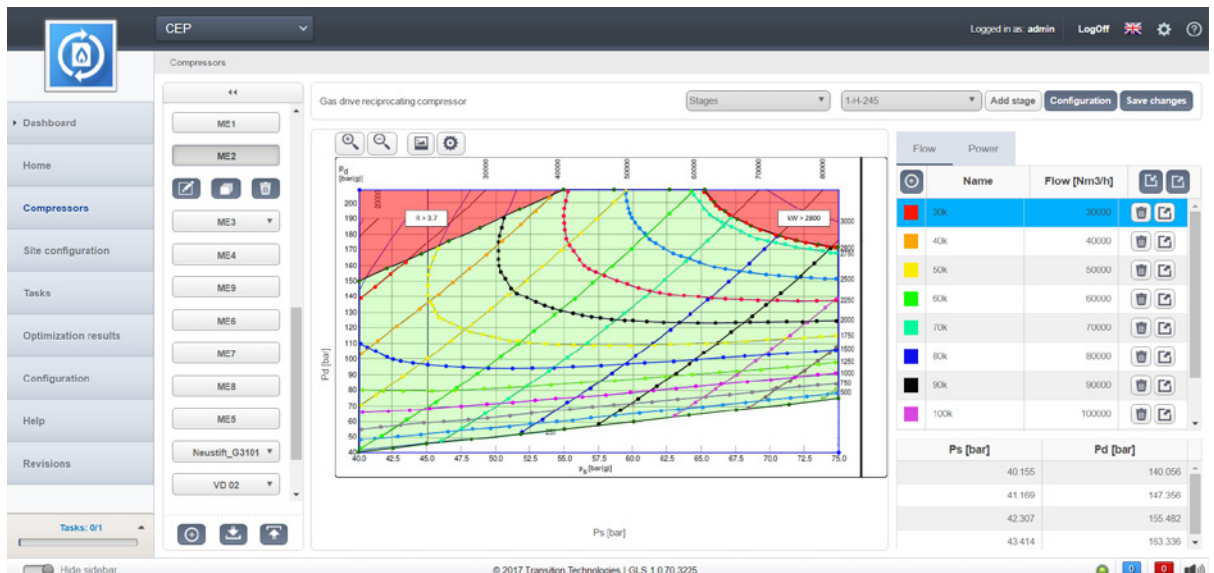 CEP
Logged in as: admin LogOff
Compressors
Gas drive reciprocating compressor
Stages
1-H-245
Add stage
Configuration
Save changes
Dashboard
Home
Compressors
Site configuration
Tasks
Optimization results
Configuration
Help
Revisions
Tasks: 0/1
Hide sidebar
ME1
ME2
ME3
ME4
ME9
ME6
ME7
ME8
ME5
Neustift_G3101
VD 02
Pd
[bar(g)]
20000 30000 40000 50000 60000 70000 80000
R > 3.7
kW > 2800
200
190
180
170
160
150
140
130
120
110
100
90
80
70
60
50
40
3000
2800
2750
2500
2250
2000
1750
1500
1250
1000
750
500
250
40.0 42.5 45.0 47.5 50.0 52.5 55.0 57.5 60.0 62.5 65.0 67.5 70.0 72.5 75.0
ps [bar(g)]
Pd [bar]
Ps [bar]
Flow Power
Name Flow [Nm3/h]
30k 30000
40k 40000
50k 50000
60k 60000
70k 70000
80k 80000
90k 90000
100k 100000
Ps [bar] Pd [bar]
40.155 140.056
41.169 147.356
42.307 155.482
43.414 163.336
© 2017 Transition Technologies | GLS 1.0.70.3225
0 0